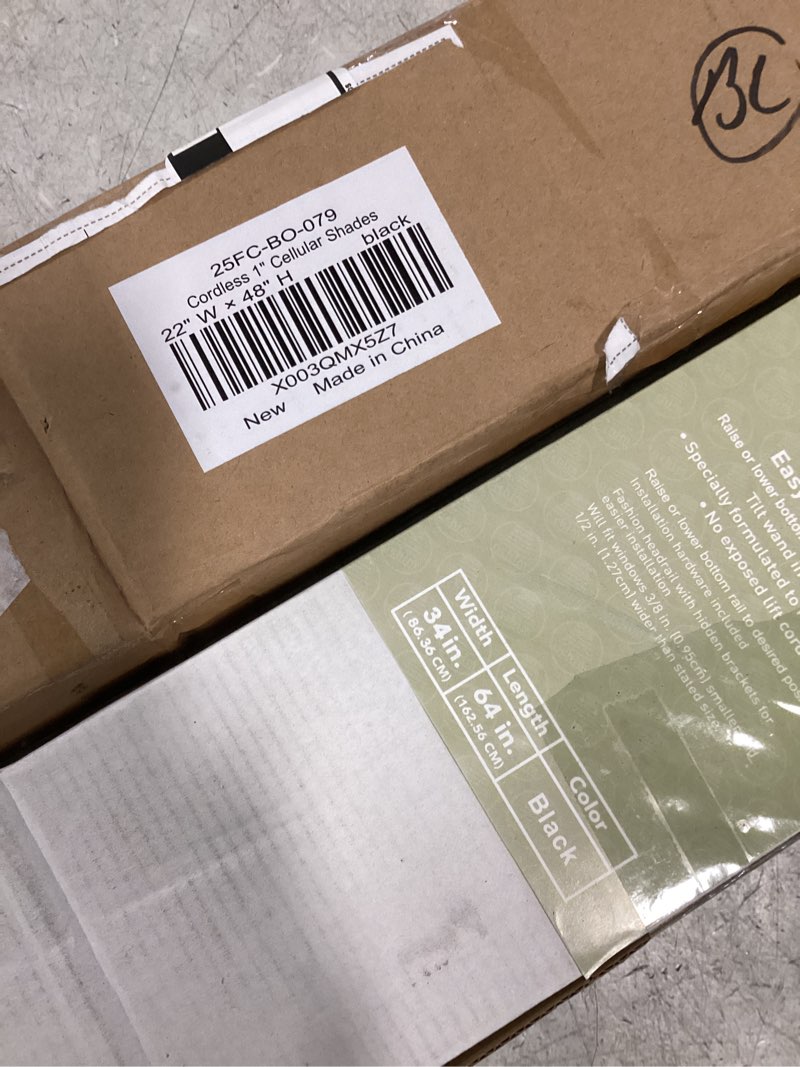 BL
25FC-BO-079
Cordless 1" Cellular Shades
22" W × 48" H black
X003QMX5Z7
New Made in China
Easy
Raise or lower bottom
Tilt wand
• Specially formulated to
• No exposed lift cord
Raise or lower bottom rail to desired
Installation hardware included
Fashion headrail with hidden brackets for
easier installation
Will fit windows 3/8 in. [0.95cm]
1/2 in. [1.27cm] wider than stated size
Width Length Color
34 in. 64 in. Black
(86.36 CM) (162.56 CM)